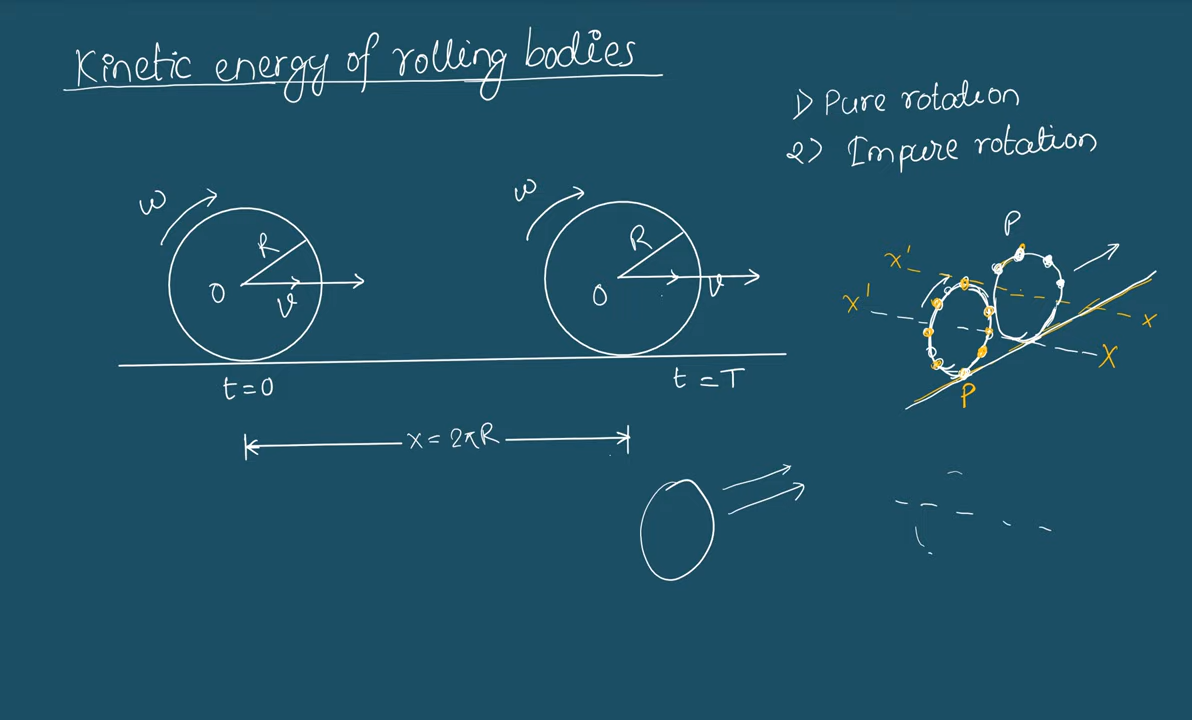 Kinetic energy of rolling bodies
1) Pure rotation
2) Impure rotation
ω
R
O
v
t = 0
ω
R
O
v
t = T
x = 2πR
P
x'
x'
x
X
P